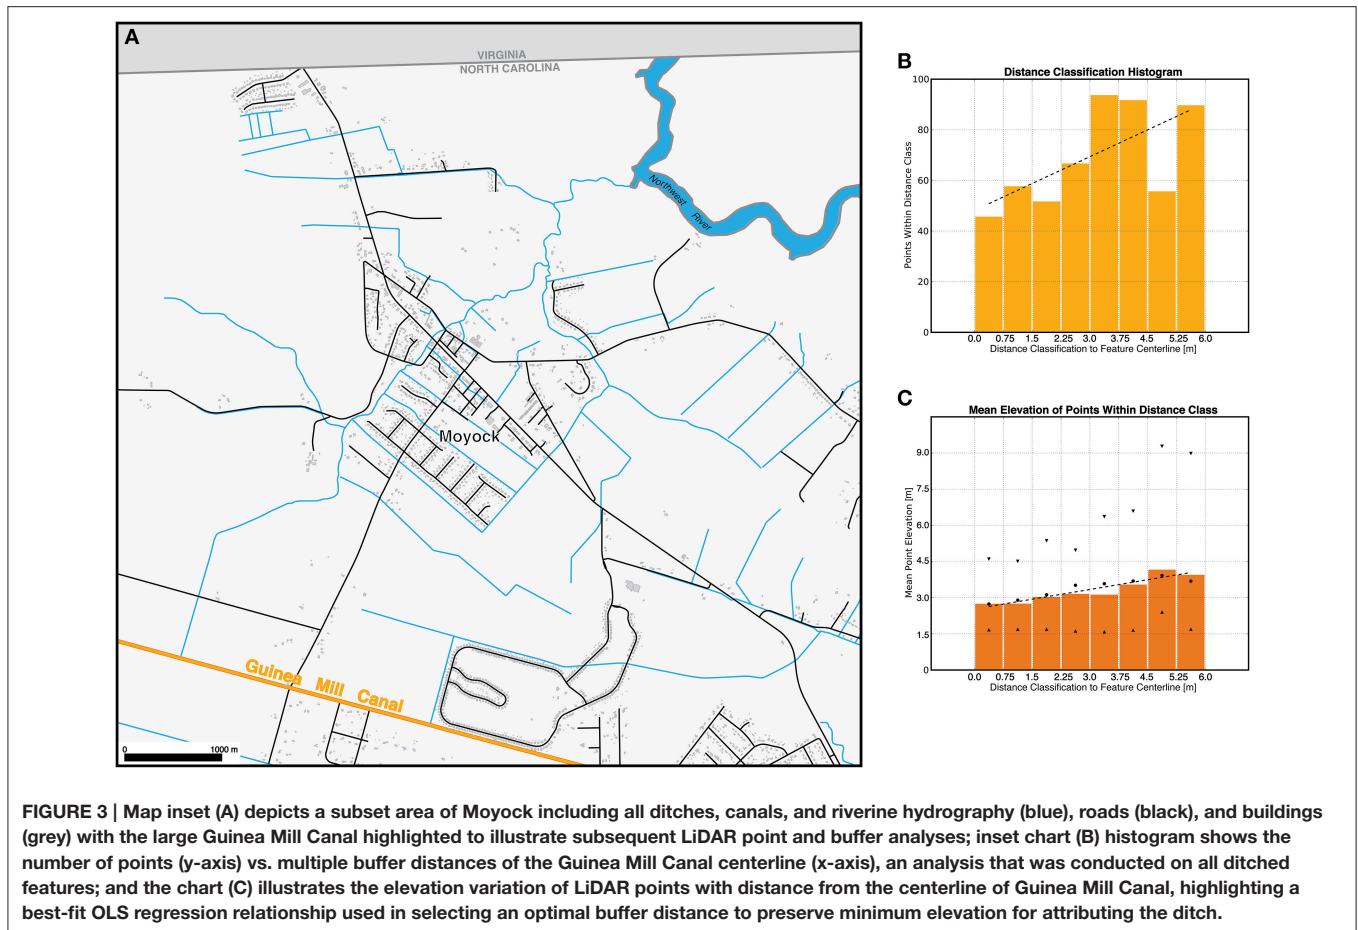 A
VIRGINIA
NORTH CAROLINA
Northwest
River
Moyock
Guinea Mill Canal
0 1000 m
B
Distance Classification Histogram
Points Within Distance Class
100
80
60
40
20
0
0.0 0.75 1.5 2.25 3.0 3.75 4.5 5.25 6.0
Distance Classification to Feature Centerline [m]
C
Mean Elevation of Points Within Distance Class
Mean Point Elevation [m]
9.0
7.5
6.0
4.5
3.0
1.5
0
0.0 0.75 1.5 2.25 3.0 3.75 4.5 5.25 6.0
Distance Classification to Feature Centerline [m]
FIGURE 3 | Map inset (A) depicts a subset area of Moyock including all ditches, canals, and riverine hydrography (blue), roads (black), and buildings
(grey) with the large Guinea Mill Canal highlighted to illustrate subsequent LiDAR point and buffer analyses; inset chart (B) histogram shows the
number of points (y-axis) vs. multiple buffer distances of the Guinea Mill Canal centerline (x-axis), an analysis that was conducted on all ditched
features; and the chart (C) illustrates the elevation variation of LiDAR points with distance from the centerline of Guinea Mill Canal, highlighting a
best-fit OLS regression relationship used in selecting an optimal buffer distance to preserve minimum elevation for attributing the ditch.